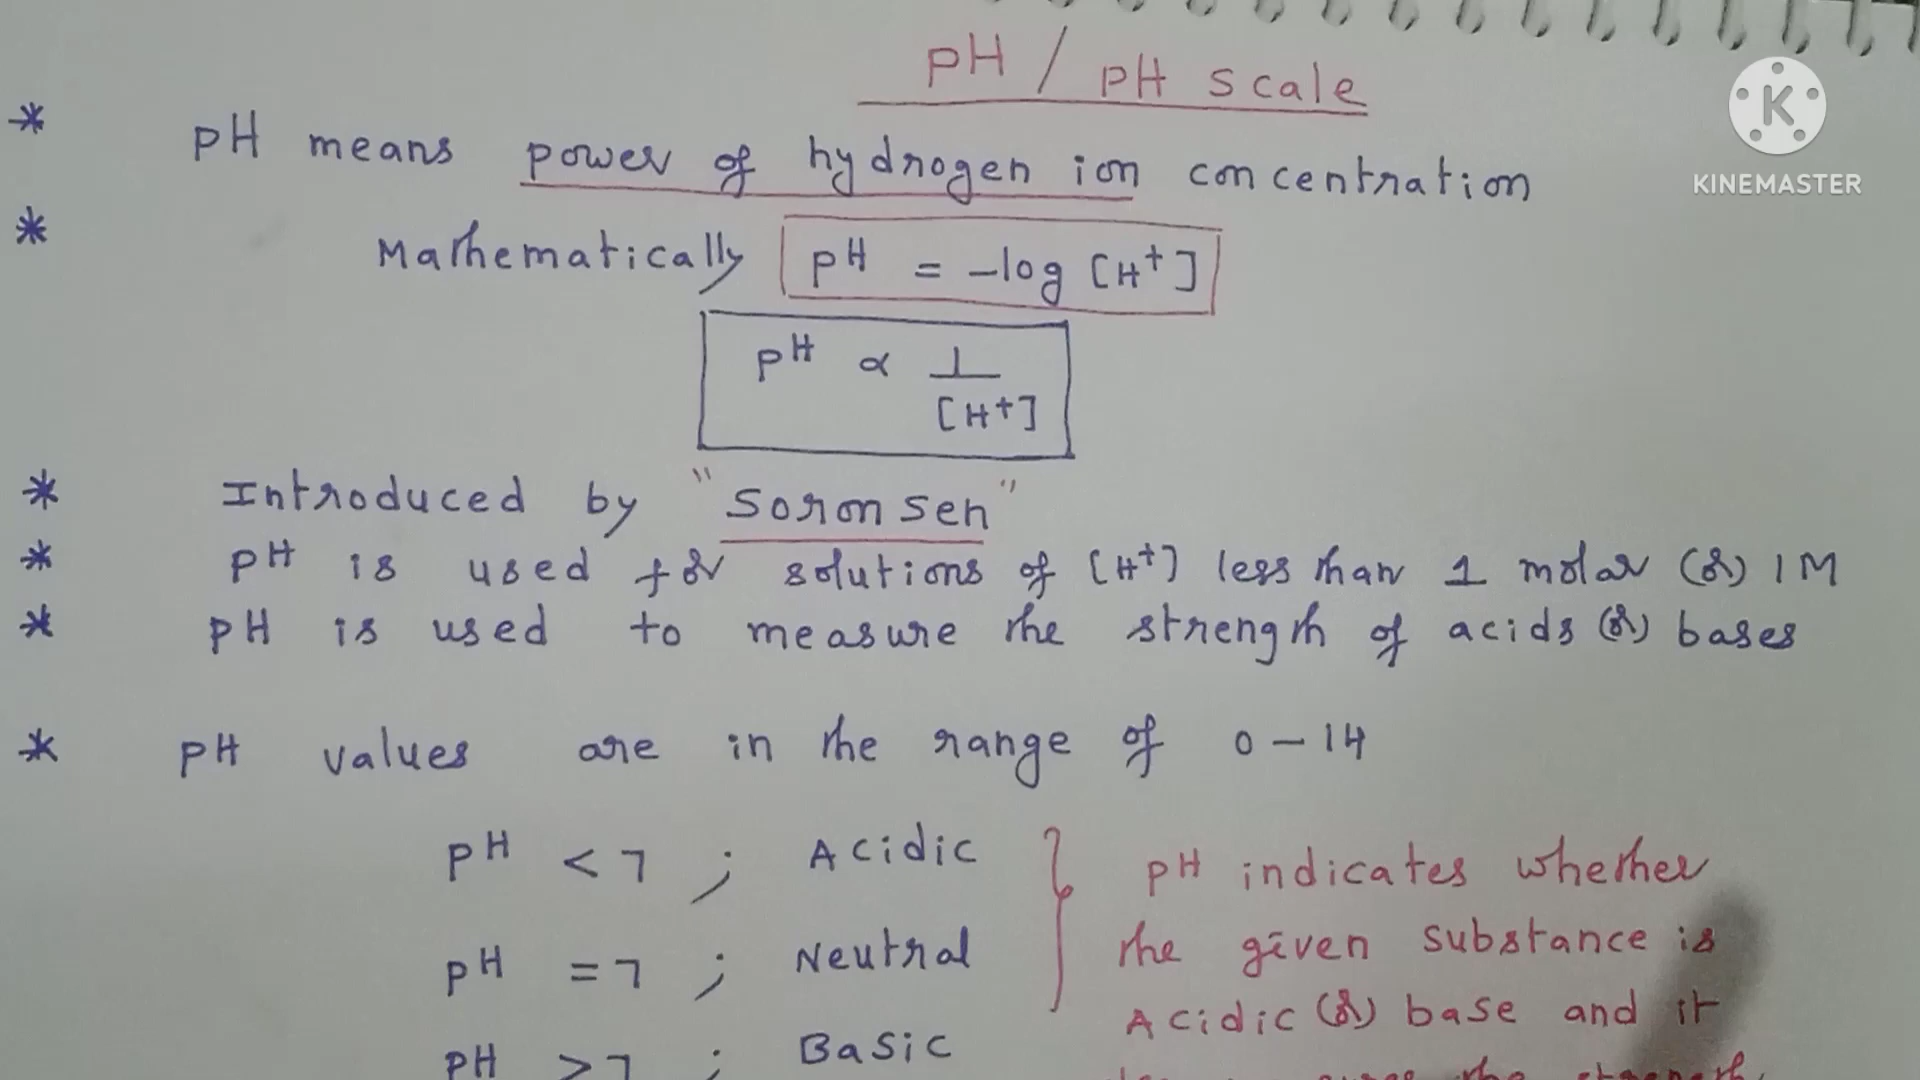 pH / pH scale
KINEMASTER
* pH means power of hydrogen ion concentration
* Mathematically pH = -log [H+]
pH ∝ 1
[H+]
* Introduced by "Soronsen"
* pH is used for solutions of [H+] less than 1 molar (or) 1M
* pH is used to measure the strength of acids (or) bases
* pH values are in the range of 0-14
pH < 7 ; Acidic
pH = 7 ; Neutral
pH > 7 ; Basic
pH indicates whether
the given substance is
Acidic (or) base and it
the strength